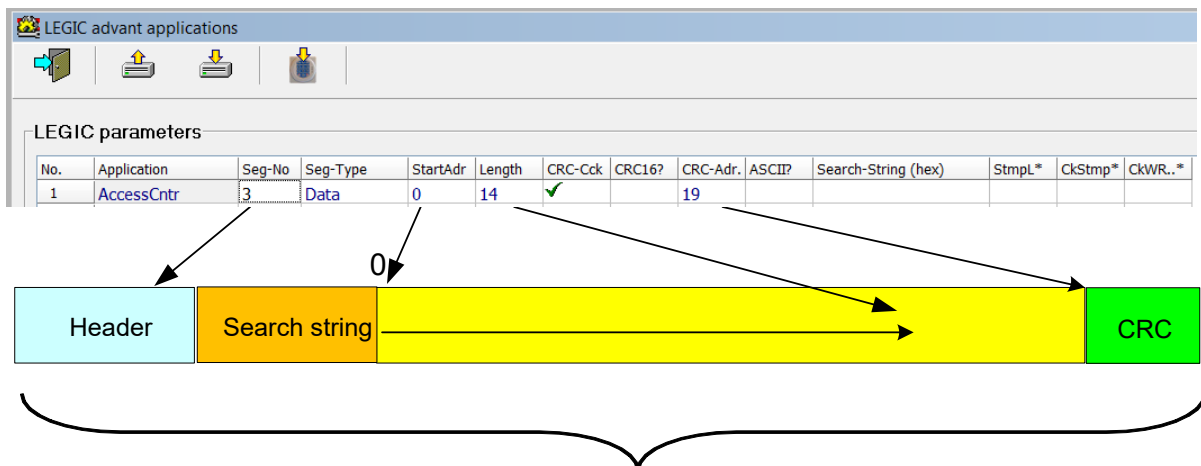 LEGIC advant applications
LEGIC parameters
No. Application Seg-No Seg-Type StartAdr Length CRC-Cck CRC16? CRC-Adr. ASCII? Search-String (hex) StmpL* CkStmp* CkWR..*
1 AccessCntr 3 Data 0 14 19
0
Header Search string CRC